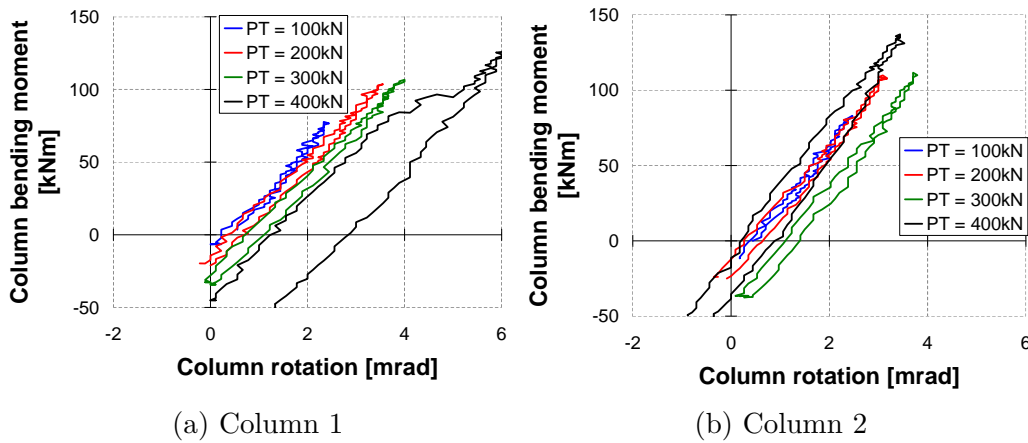 150
100
50
0
-50
-2
0
2
4
6
Column bending moment
[kNm]
Column rotation [mrad]
PT = 100kN
PT = 200kN
PT = 300kN
PT = 400kN
(a) Column 1
150
100
50
0
-50
-2
0
2
4
6
Column bending moment
[kNm]
Column rotation [mrad]
PT = 100kN
PT = 200kN
PT = 300kN
PT = 400kN
(b) Column 2